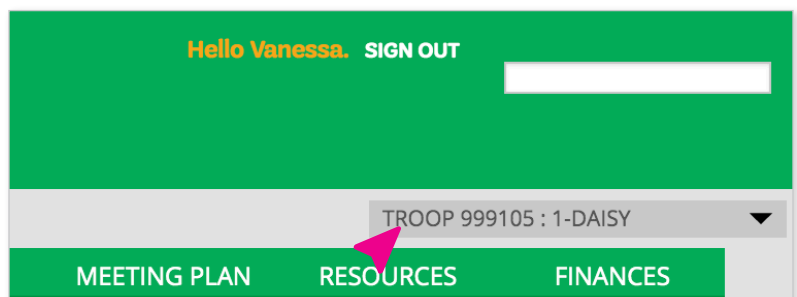 Hello Vanessa. SIGN OUT
TROOP 999105 : 1-DAISY
MEETING PLAN RESOURCES FINANCES